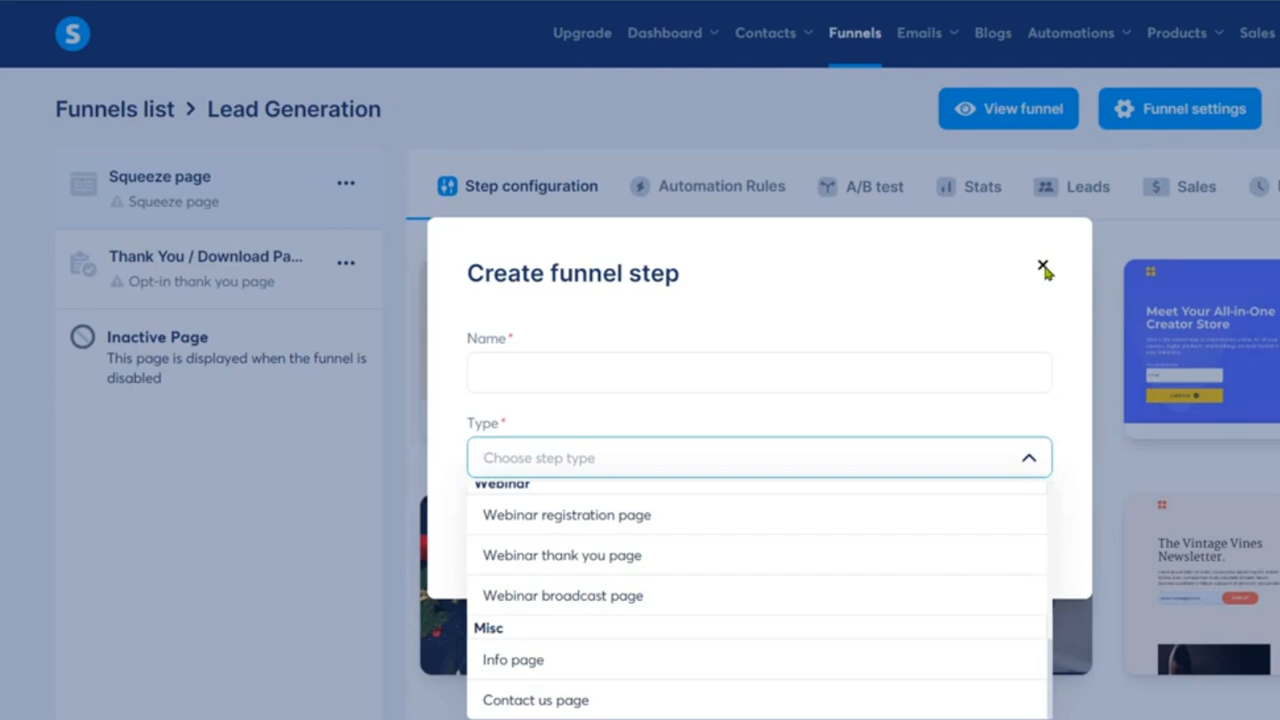 S
Upgrade Dashboard Contacts Funnels Emails Blogs Automations Products Sales
Funnels list > Lead Generation
View funnel
Funnel settings
Squeeze page
Squeeze page
Thank You / Download Pa...
Opt-in thank you page
Inactive Page
This page is displayed when the funnel is
disabled
Step configuration
Automation Rules
A/B test
Stats
Leads
Sales
Create funnel step
Name*
Type*
Choose step type
Webinar
Webinar registration page
Webinar thank you page
Webinar broadcast page
Misc
Info page
Contact us page
Meet Your All-in-One
Creator Store
The Vintage Vines
Newsletter.